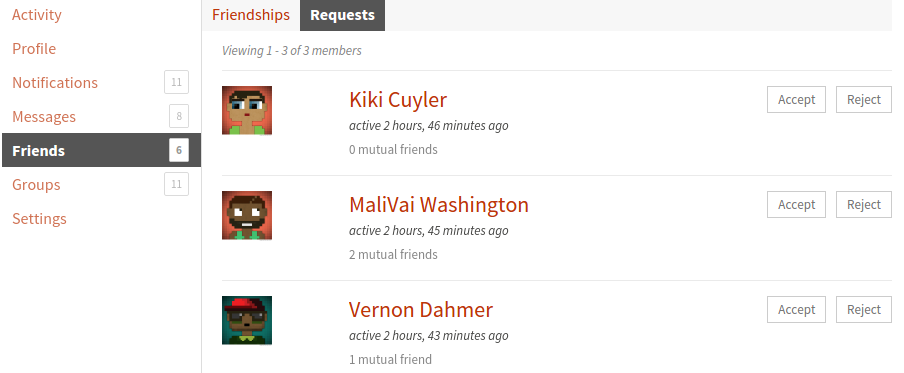 Activity
Profile
Notifications 11
Messages 8
Friends 6
Groups 11
Settings
Friendships Requests
Viewing 1 - 3 of 3 members
Kiki Cuyler
active 2 hours, 46 minutes ago
0 mutual friends
Accept Reject
MaliVai Washington
active 2 hours, 45 minutes ago
2 mutual friends
Accept Reject
Vernon Dahmer
active 2 hours, 43 minutes ago
1 mutual friend
Accept Reject